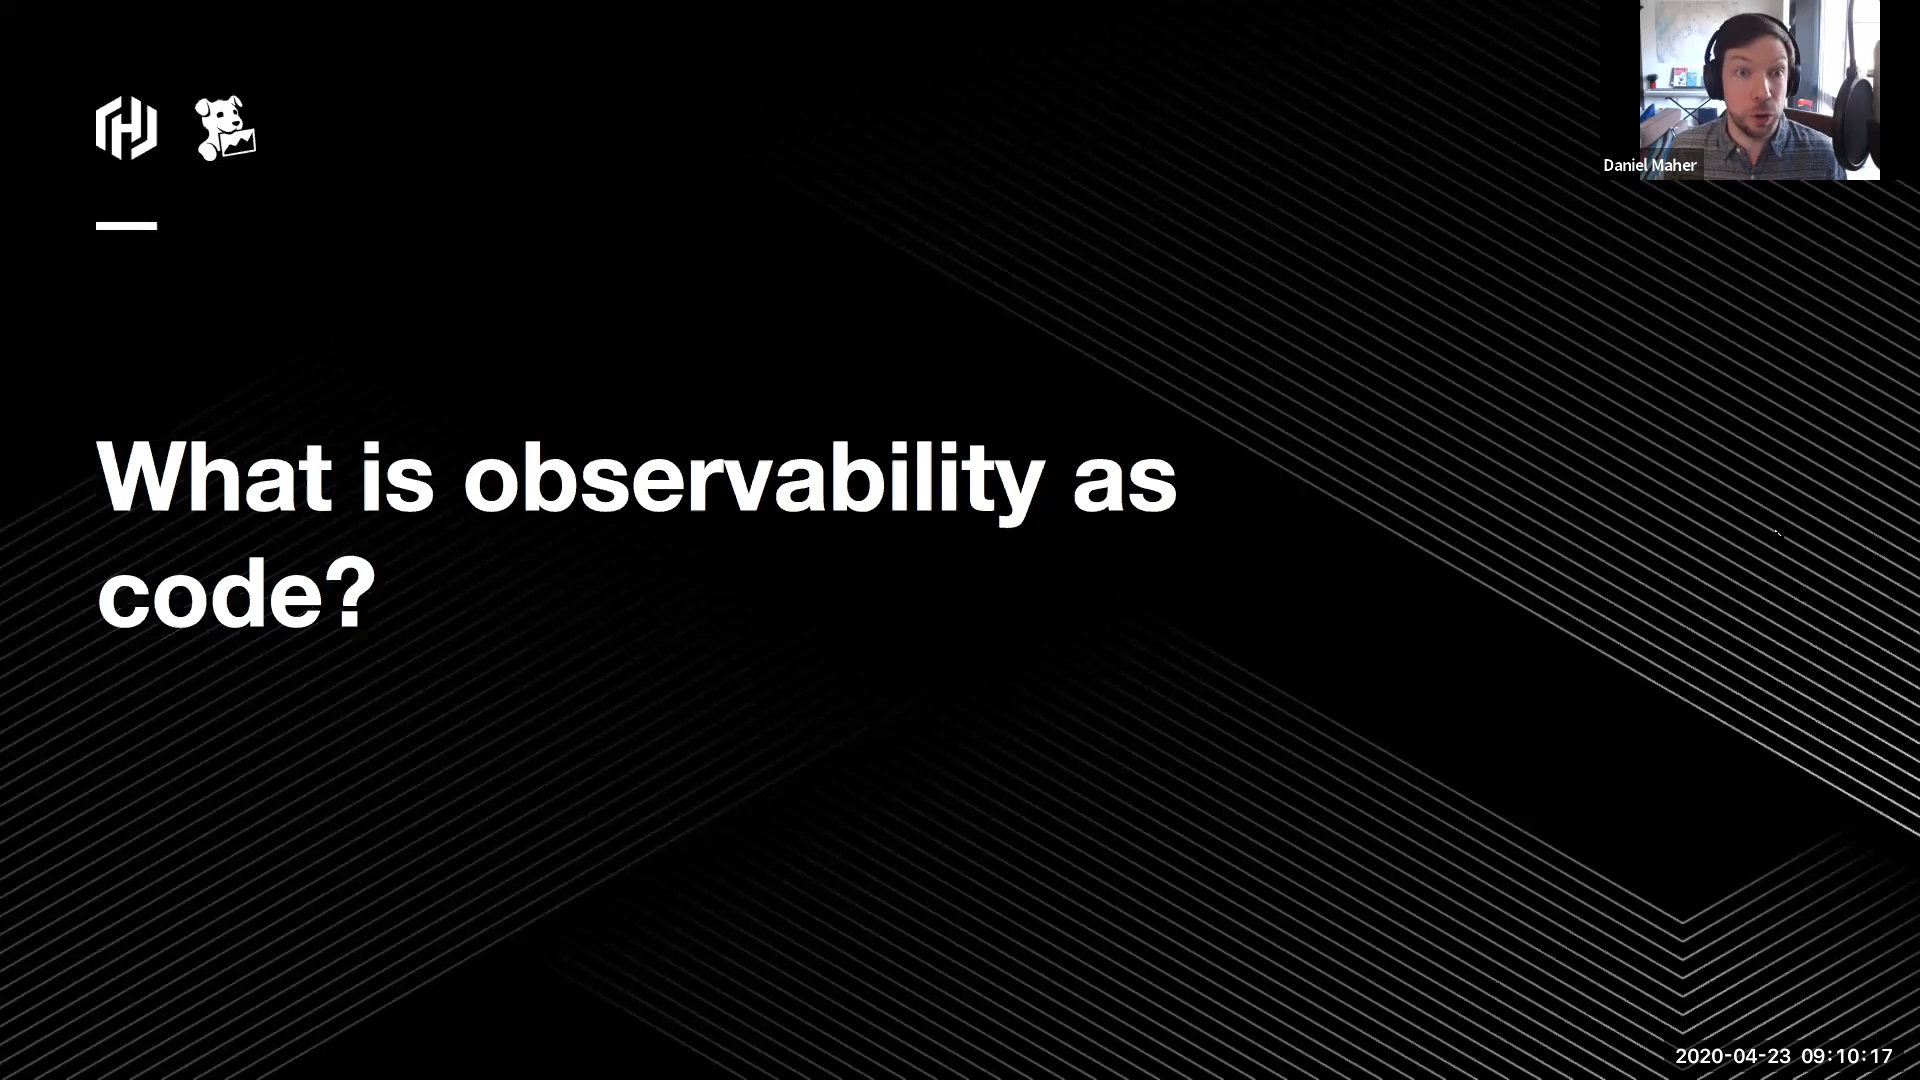 Daniel Maher
What is observability as
code?
2020-04-23 09:10:17